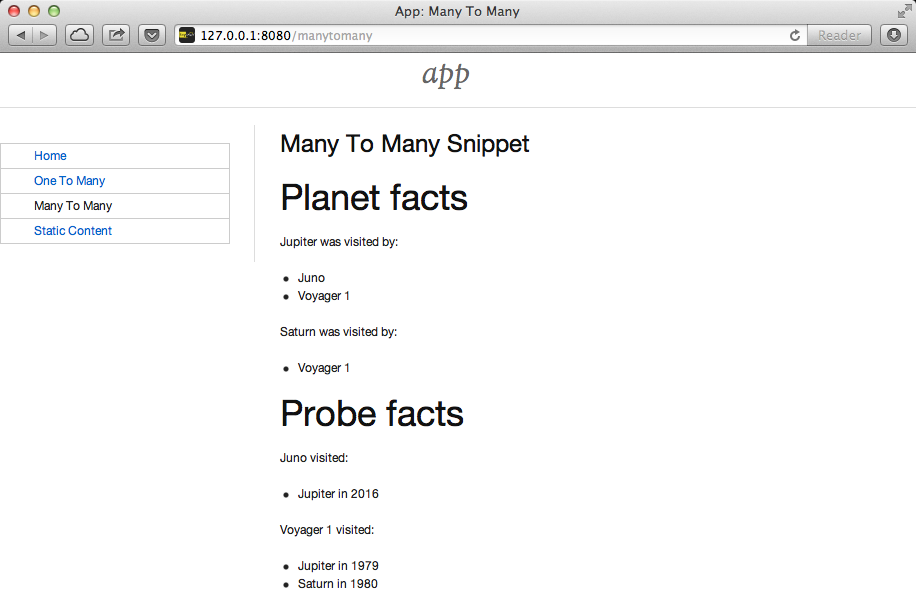 App: Many To Many
127.0.0.1:8080/manytomany
Reader
app
Home
One To Many
Many To Many
Static Content
Many To Many Snippet
Planet facts
Jupiter was visited by:
Juno
Voyager 1
Saturn was visited by:
Voyager 1
Probe facts
Juno visited:
Jupiter in 2016
Voyager 1 visited:
Jupiter in 1979
Saturn in 1980